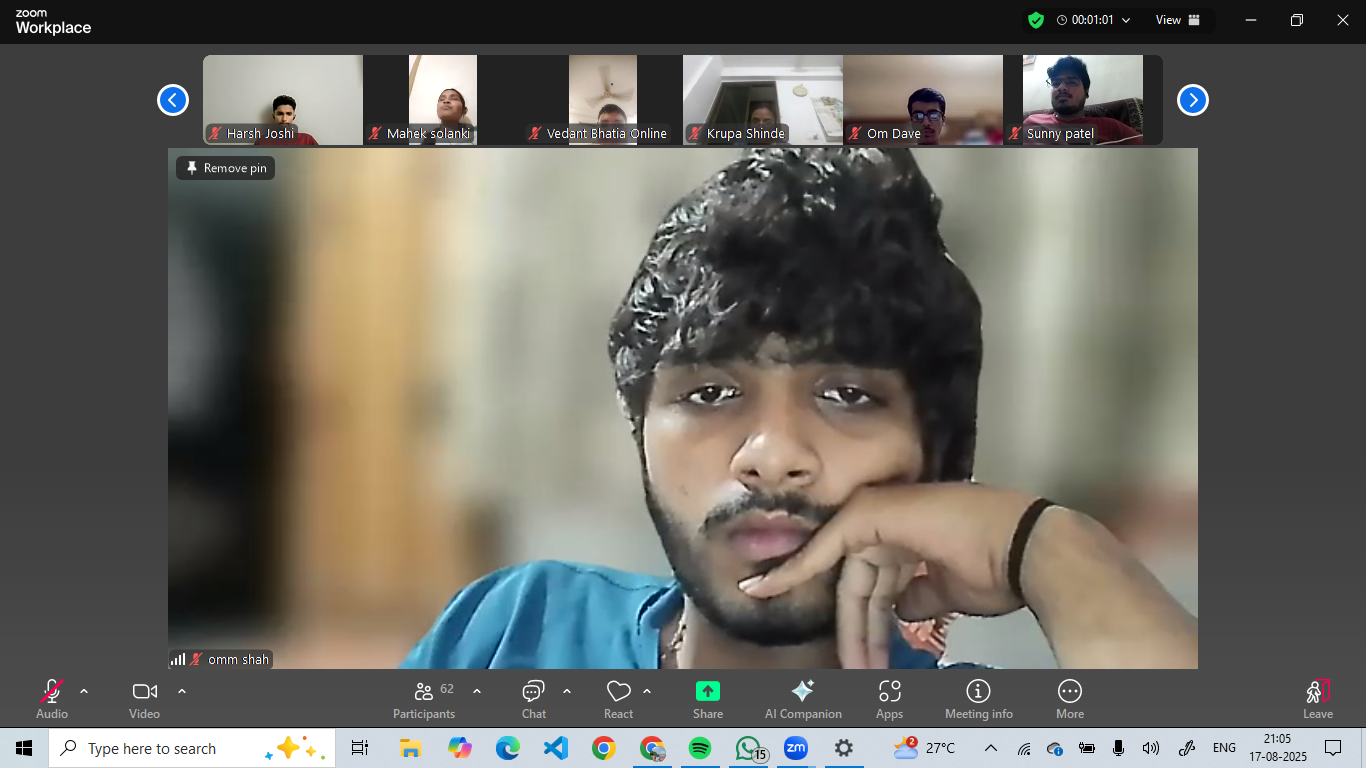 zoom
Workplace
00:01:01
View
Harsh Joshi
Mahek solanki
Vedant Bhatia Online
Krupa Shinde
Om Dave
Sunny patel
Remove pin
omm shah
62
Audio
Video
Participants
Chat
React
Share
AI Companion
Apps
Meeting info
More
Leave
Type here to search
15
zm
2
27°C
ENG
21:05
17-08-2025